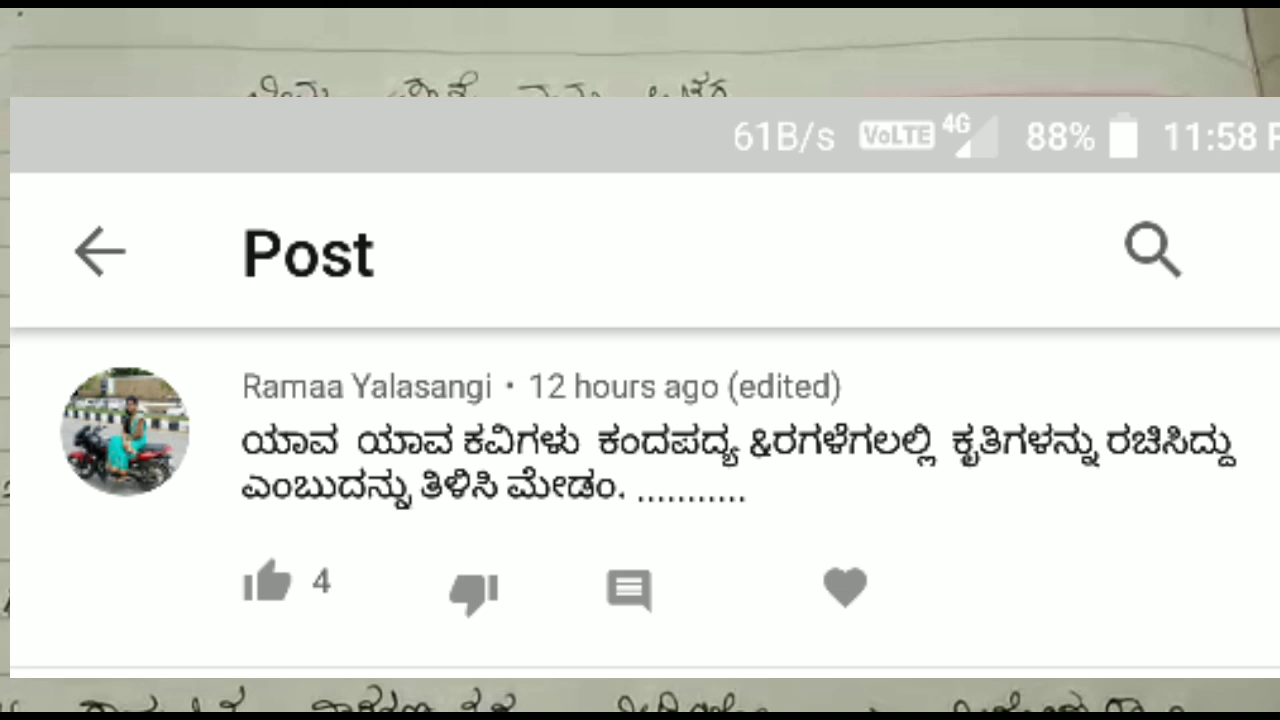 61B/s VoLTE 4G 88% 11:58
Post
Ramaa Yalasangi • 12 hours ago (edited)
ಯಾವ ಯಾವ ಕವಿಗಳು ಕಂದಪದ್ಯ &ರಗಳೆಗಲಲ್ಲಿ ಕೃತಿಗಳನ್ನು ರಚಿಸಿದ್ದು
ಎಂಬುದನ್ನು ತಿಳಿಸಿ ಮೇಡಂ. ...........
4